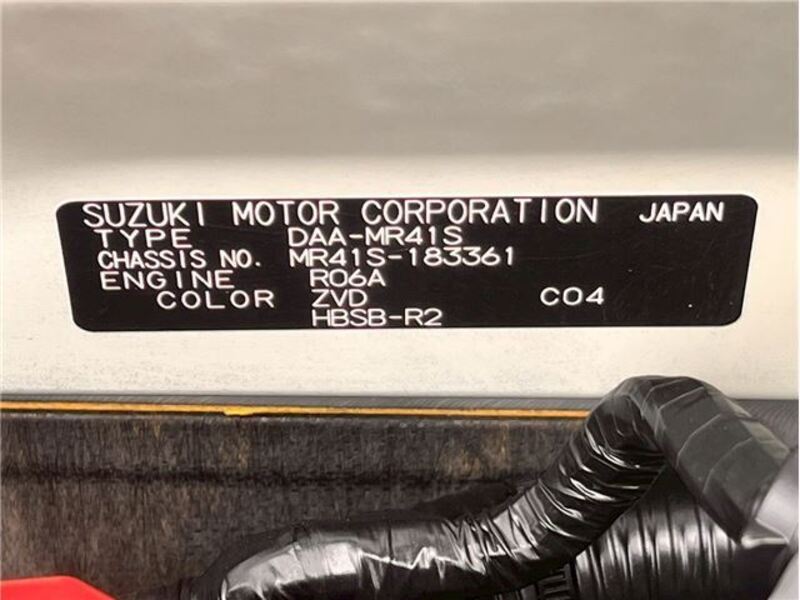 SUZUKI MOTOR CORPORATION JAPAN
TYPE DAA-MR41S
CHASSIS NO. MR41S-183361
ENGINE R06A
COLOR ZVD C04
HBSB-R2